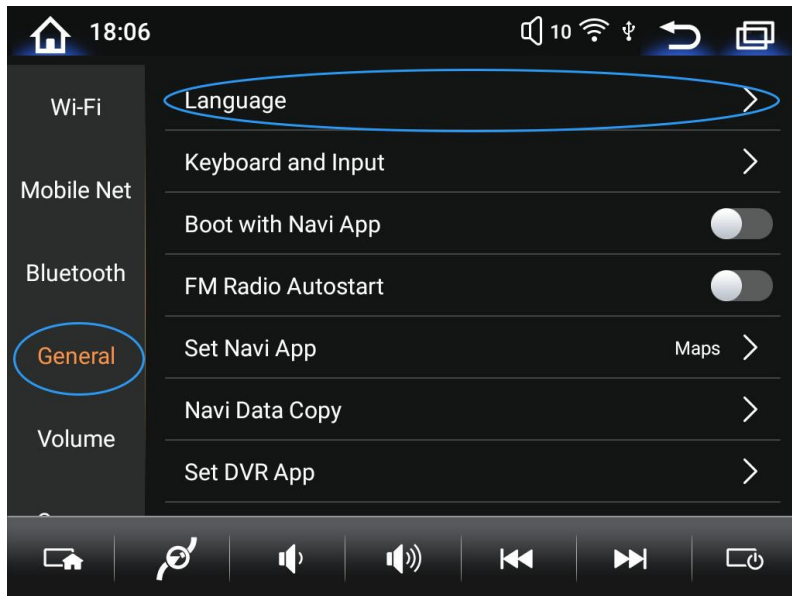 18:06
10
Wi-Fi
Mobile Net
Bluetooth
General
Volume
Language
Keyboard and Input
Boot with Navi App
FM Radio Autostart
Set Navi App Maps
Navi Data Copy
Set DVR App